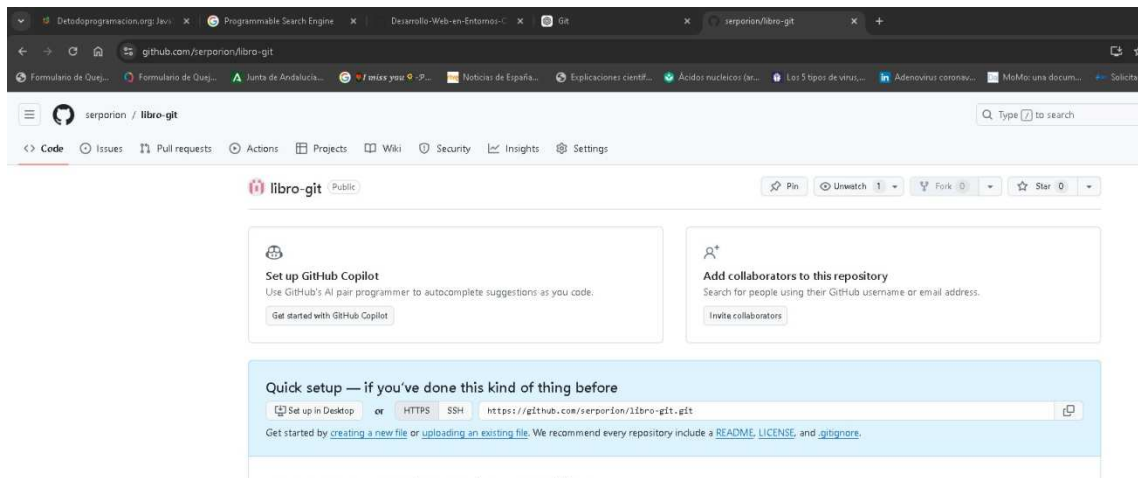 Detodoprogramacion.org: Java Programmable Search Engine Desarrollo-Web-en-Entornos-C Git serporion/libro-git
github.com/serporion/libro-git
Formulario de Quej... Formulario de Quej... Junta de Andalucía... I miss you -P... Noticias de España... Explicaciones científ... Ácidos nucleicos (ar... Los 5 tipos de virus,... Adenovirus coronav... MoMo: una docum... Solicita
serporion / libro-git Type / to search
Code Issues Pull requests Actions Projects Wiki Security Insights Settings
libro-git Public Pin Unwatch 1 Fork 0 Star 0
Set up GitHub Copilot
Use GitHub's AI pair programmer to autocomplete suggestions as you code.
Get started with GitHub Copilot
Add collaborators to this repository
Search for people using their GitHub username or email address.
Invite collaborators
Quick setup — if you've done this kind of thing before
Set up in Desktop or HTTPS SSH https://github.com/serporion/libro-git.git
Get started by creating a new file or uploading an existing file. We recommend every repository include a README, LICENSE, and .gitignore.